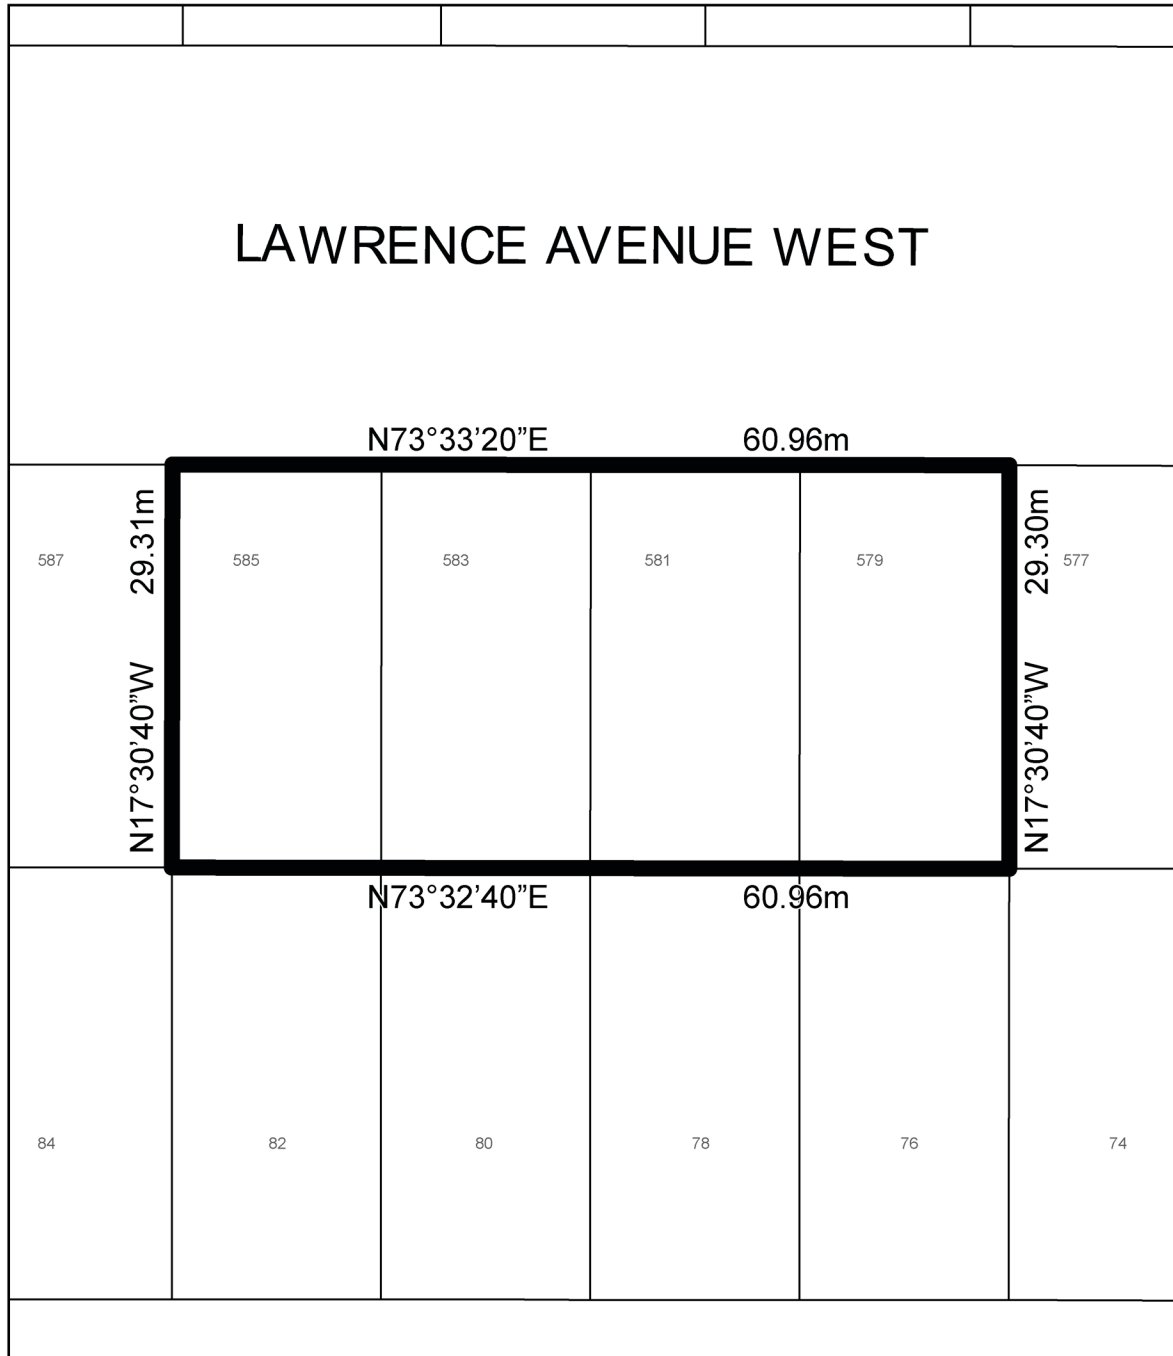 LAWRENCE AVENUE WEST
N73°33’20”E 60.96m
29.31m
N17°30’40”W
29.30m
N17°30’40”W
587 585 583 581 579 577
N73°32’40”E 60.96m
84 82 80 78 76 74